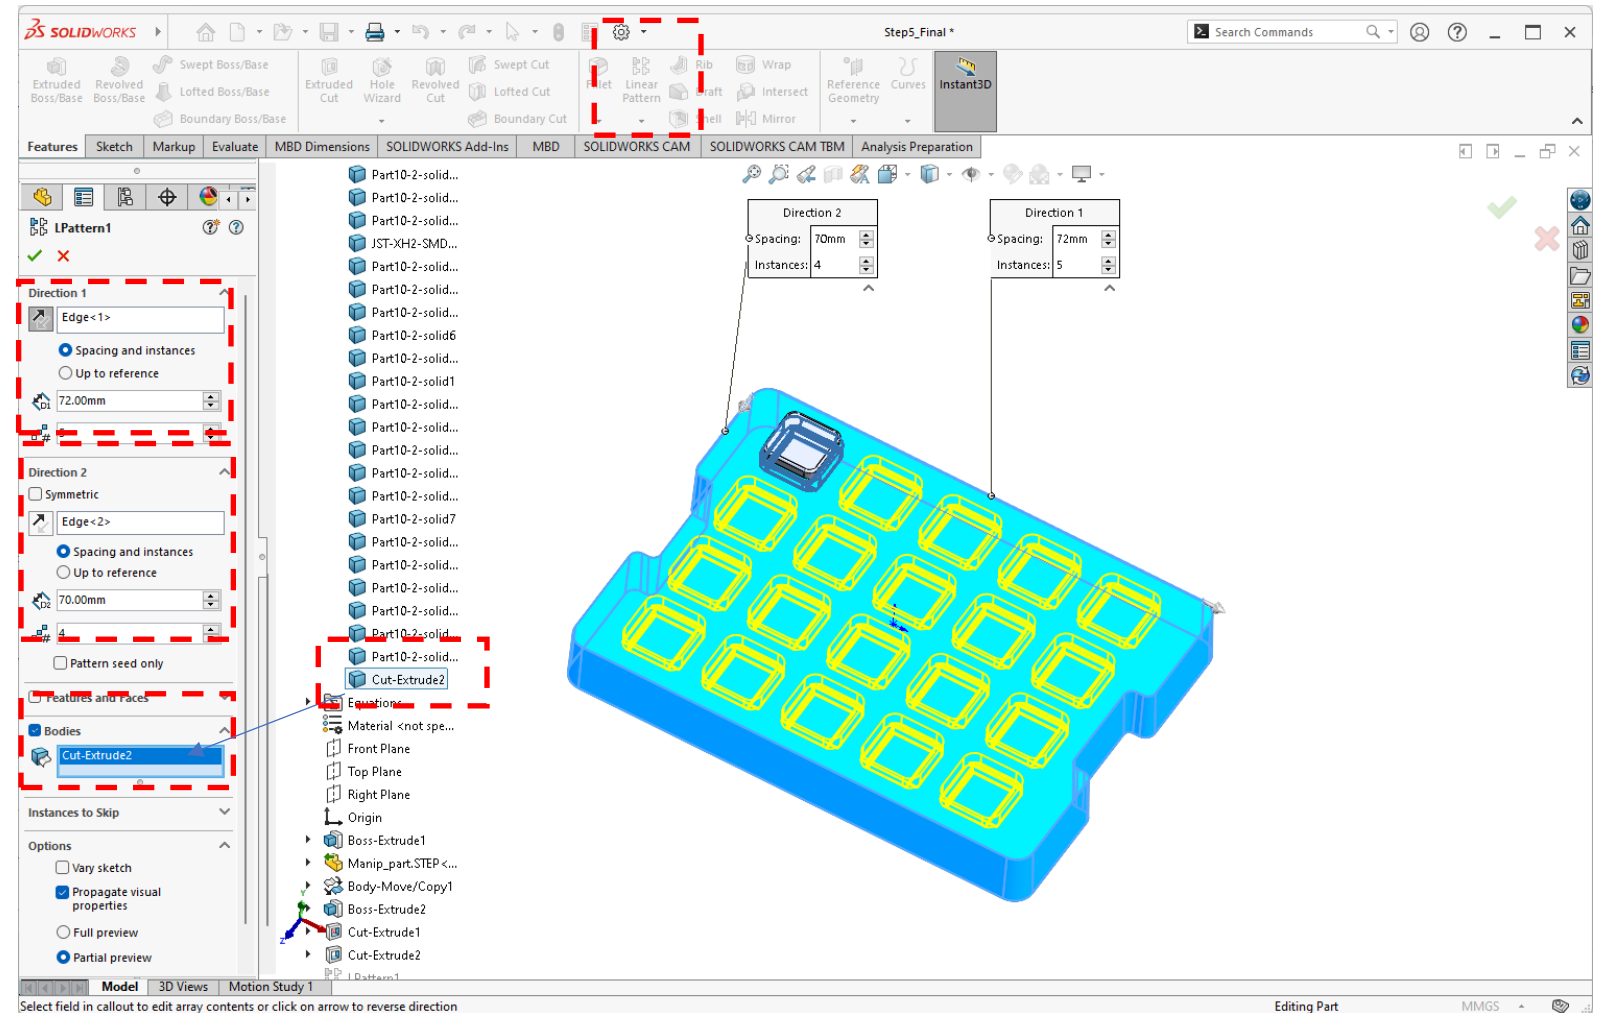 SOLIDWORKS
Step5_Final *
Search Commands
Extruded Boss/Base
Revolved Boss/Base
Swept Boss/Base
Lofted Boss/Base
Boundary Boss/Base
Extruded Cut
Hole Wizard
Revolved Cut
Swept Cut
Lofted Cut
Boundary Cut
Linear Pattern
Rib
Shell
Wrap
Intersect
Mirror
Reference Geometry
Curves
Instant3D
Features
Sketch
Markup
Evaluate
MBD Dimensions
SOLIDWORKS Add-Ins
MBD
SOLIDWORKS CAM
SOLIDWORKS CAM TBM
Analysis Preparation
LPattern1
Direction 1
Edge<1>
Spacing and instances
Up to reference
D1
72.00mm
#
Direction 2
Symmetric
Edge<2>
Spacing and instances
Up to reference
D2
70.00mm
#
4
Pattern seed only
Features and Faces
Bodies
Cut-Extrude2
Instances to Skip
Options
Vary sketch
Propagate visual
properties
Full preview
Partial preview
Part10-2-solid...
Part10-2-solid...
Part10-2-solid...
JST-XH2-SMD...
Part10-2-solid...
Part10-2-solid...
Part10-2-solid...
Part10-2-solid6
Part10-2-solid...
Part10-2-solid1
Part10-2-solid...
Part10-2-solid...
Part10-2-solid...
Part10-2-solid...
Part10-2-solid...
Part10-2-solid7
Part10-2-solid...
Part10-2-solid...
Part10-2-solid...
Part10-2-solid...
Part10-2-solid...
Part10-2-solid...
Cut-Extrude2
Equations
Material <not spe...
Front Plane
Top Plane
Right Plane
Origin
Boss-Extrude1
Manip_part.STEP<...
Body-Move/Copy1
Boss-Extrude2
Cut-Extrude1
Cut-Extrude2
LPattern1
Direction 2
Spacing: 70mm
Instances: 4
Direction 1
Spacing: 72mm
Instances: 5
Y
Z
Model
3D Views
Motion Study 1
Select field in callout to edit array contents or click on arrow to reverse direction
Editing Part
MMGS